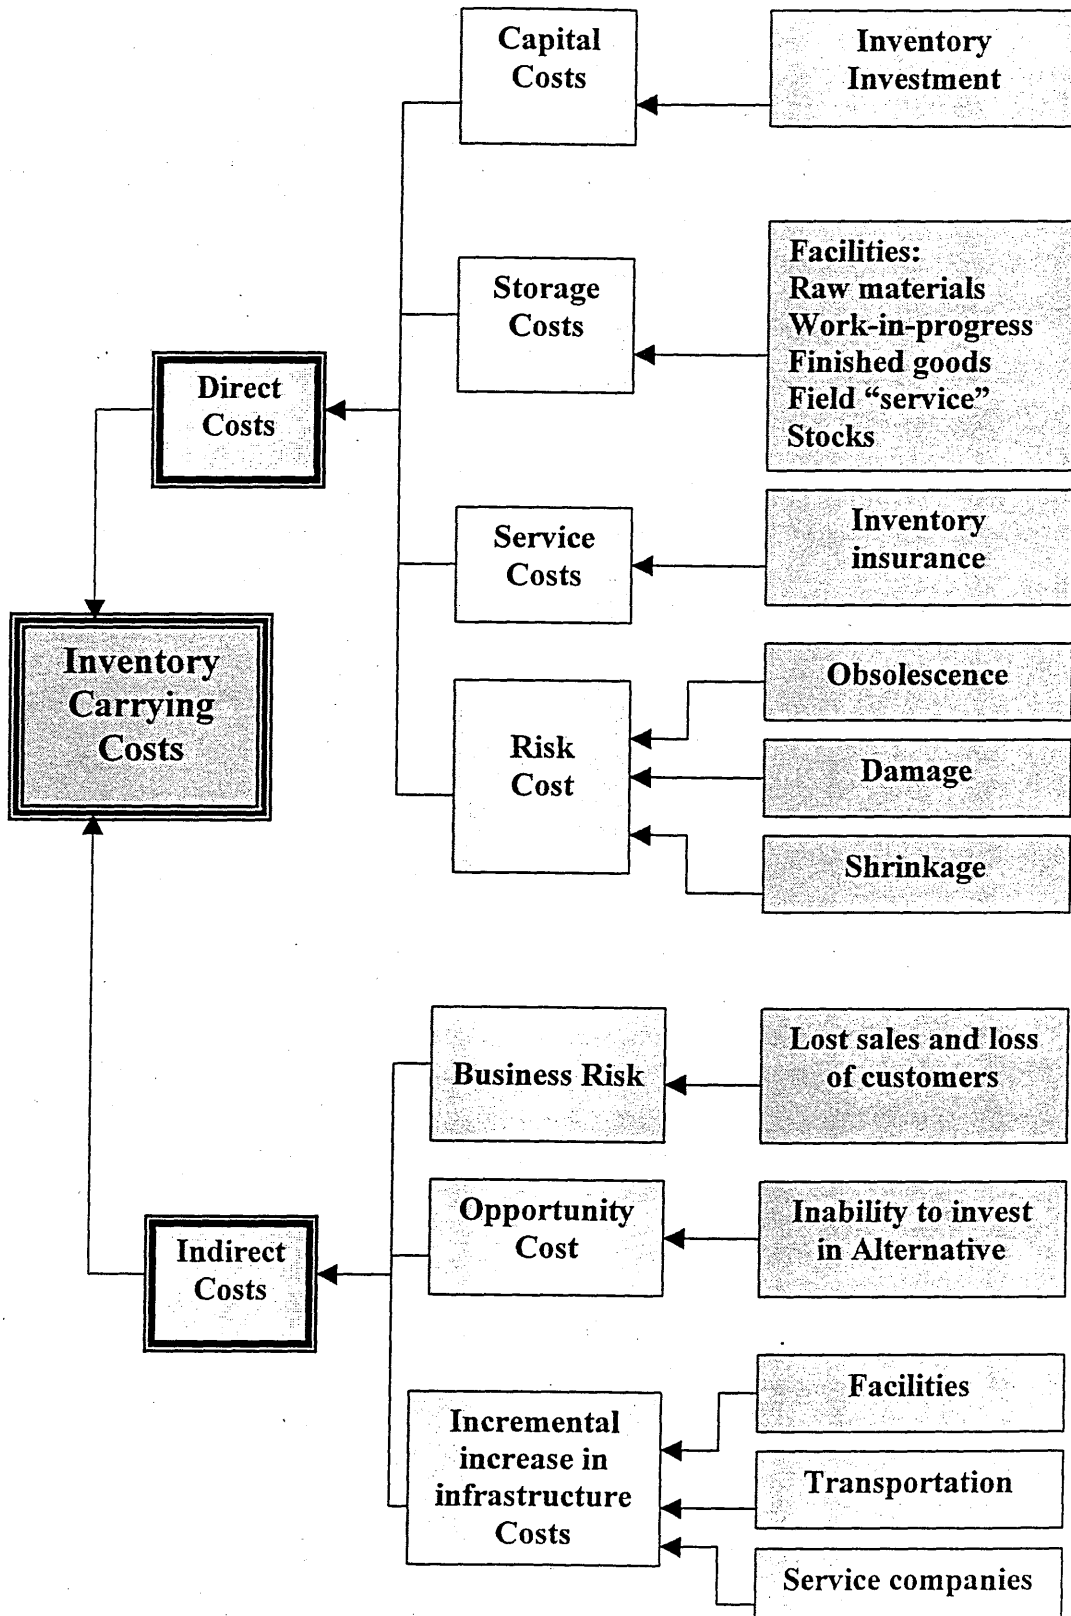 Capital
Costs
Inventory
Investment
Storage
Costs
Facilities:
Raw materials
Work-in-progress
Finished goods
Field “service”
Stocks
Direct
Costs
Service
Costs
Inventory
insurance
Inventory
Carrying
Costs
Risk
Cost
Obsolescence
Damage
Shrinkage
Business Risk
Lost sales and loss
of customers
Opportunity
Cost
Inability to invest
in Alternative
Indirect
Costs
Incremental
increase in
infrastructure
Costs
Facilities
Transportation
Service companies